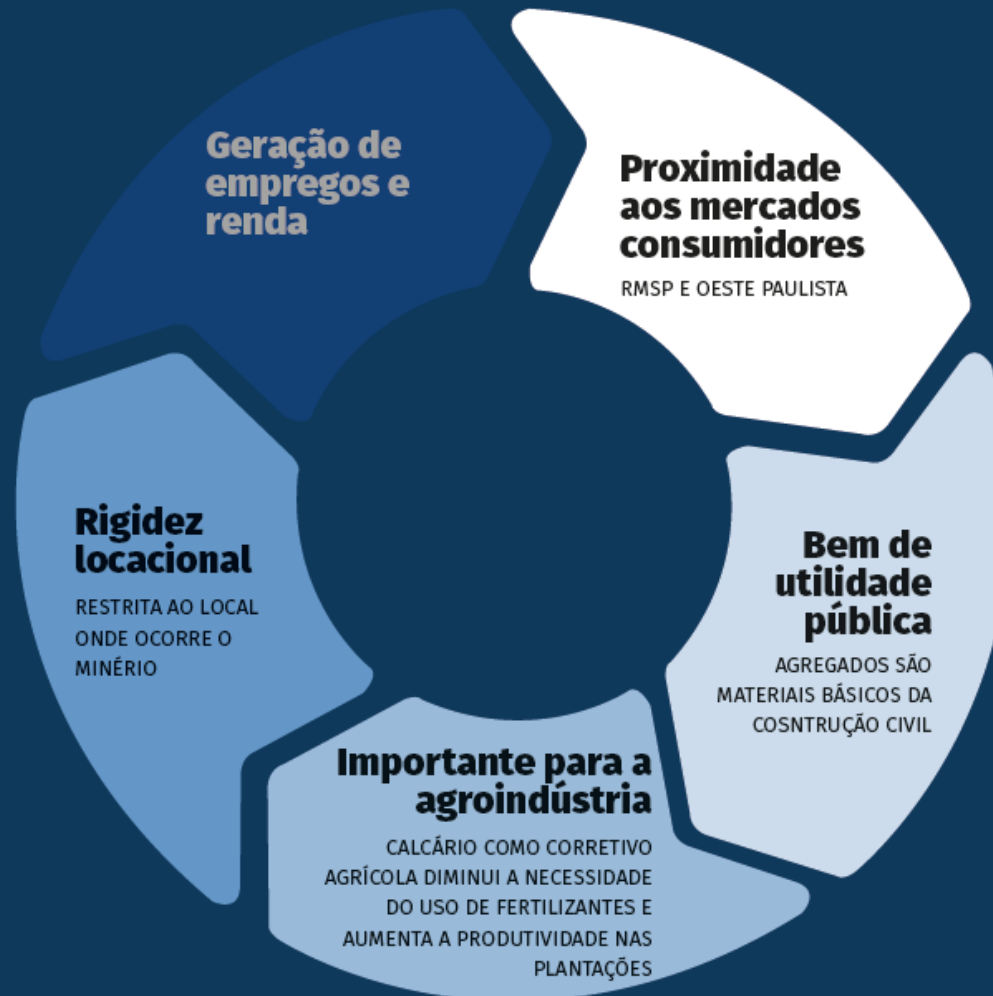 Geração de
empregos e
renda
Proximidade
aos mercados
consumidores
RMSP E OESTE PAULISTA
Bem de
utilidade
pública
AGREGADOS SÃO
MATERIAIS BÁSICOS DA
COSNTRUÇÃO CIVIL
Importante para a
agroindústria
CALCÁRIO COMO CORRETIVO
AGRÍCOLA DIMINUI A NECESSIDADE
DO USO DE FERTILIZANTES E
AUMENTA A PRODUTIVIDADE NAS
PLANTAÇÕES
Rigidez
locacional
RESTRITA AO LOCAL
ONDE OCORRE O
MINÉRIO